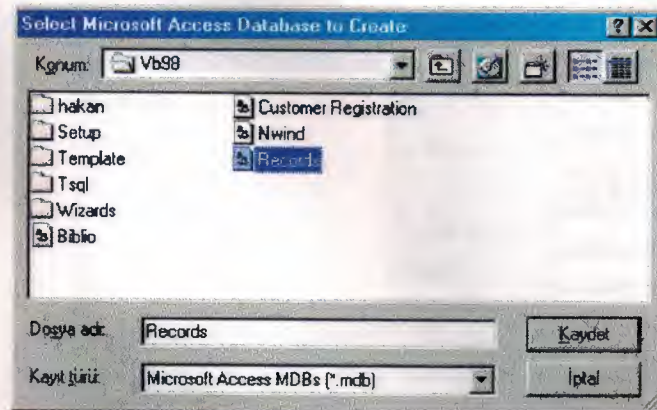 Select Microsoft Access Database to Create
Konum: Vb98
hakan
Setup
Template
Tsql
Wizards
Biblio
Customer Registration
Nwind
Records
Dosya adı: Records
Kaydet
Kayıt türü: Microsoft Access MDBs (*.mdb)
İptal